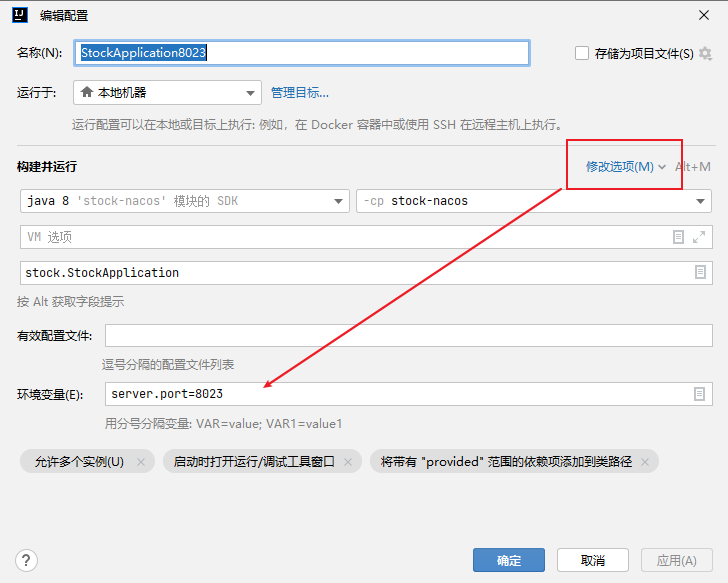 编辑配置
名称(N): StockApplication8023 存储为项目文件(S)
运行于: 本地机器 管理目标...
运行配置可以在本地或目标上执行: 例如，在 Docker 容器中或使用 SSH 在远程主机上执行。
构建并运行 修改选项(M) Alt+M
java 8 'stock-nacos' 模块的 SDK -cp stock-nacos
VM 选项
stock.StockApplication
按 Alt 获取字段提示
有效配置文件:
逗号分隔的配置文件列表
环境变量(E): server.port=8023
用分号分隔变量: VAR=value; VAR1=value1
允许多个实例(U) 启动时打开运行/调试工具窗口 将带有 "provided" 范围的依赖项添加到类路径
? 确定 取消 应用(A)